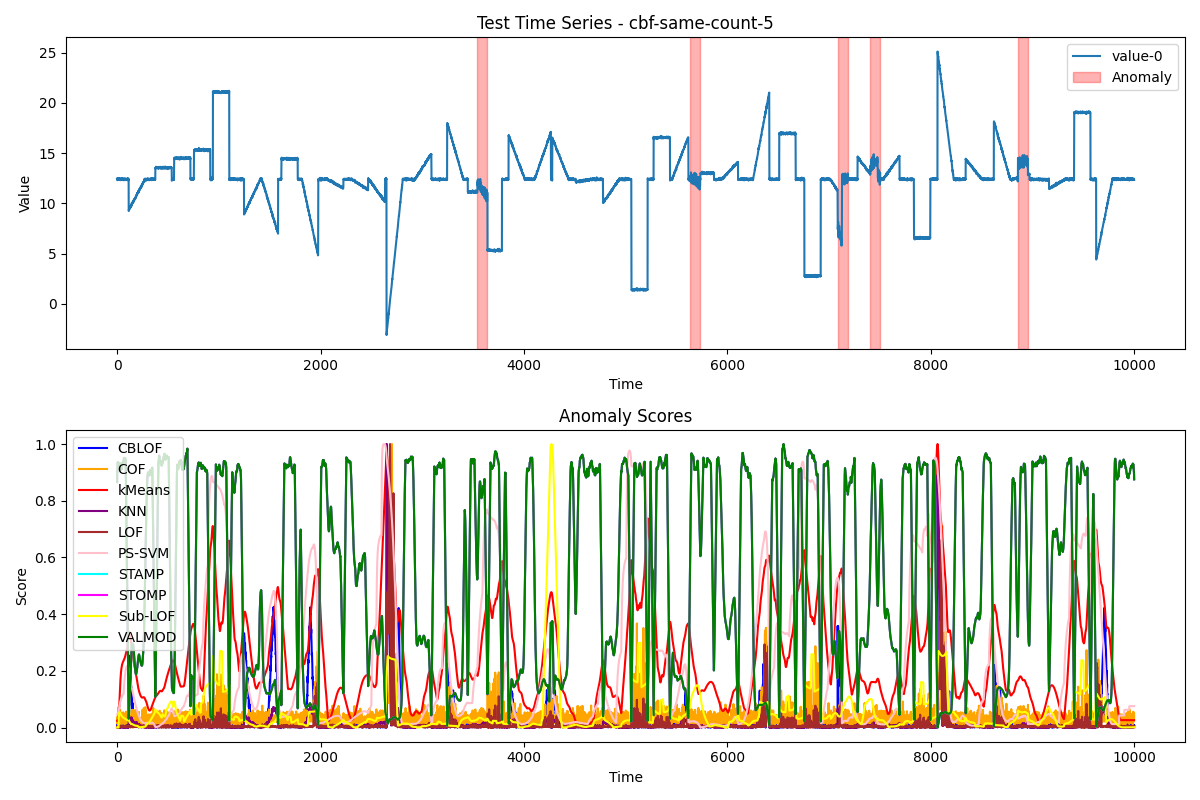 Test Time Series - cbf-same-count-5
25
20
15
10
5
0
Value
value-0
Anomaly
0 2000 4000 6000 8000 10000
Time
Anomaly Scores
1.0
0.8
0.6
0.4
0.2
0.0
Score
CBLOF
COF
kMeans
KNN
LOF
PS-SVM
STAMP
STOMP
Sub-LOF
VALMOD
0 2000 4000 6000 8000 10000
Time